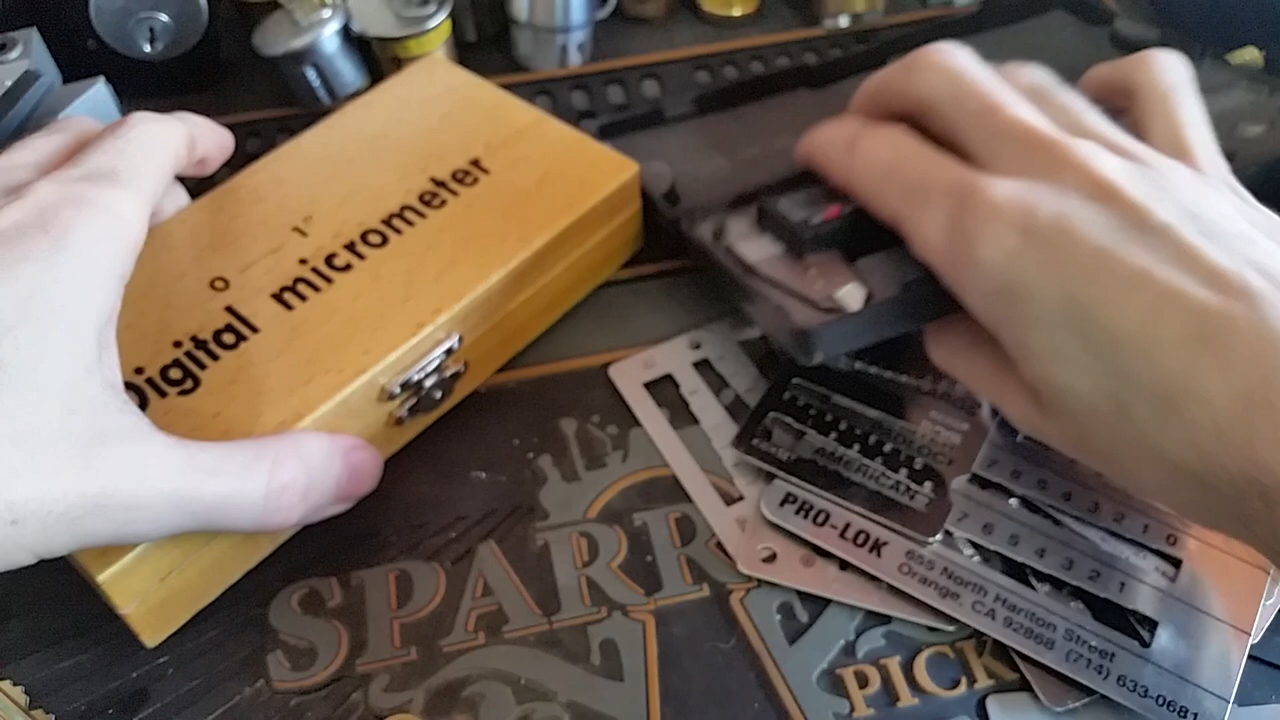 0 1"
Digital micrometer
AMERICAN
PRO-LOK
655 North Hariton Street
Orange, CA 92868 (714) 633-0681
7 6 5 4 3 2 1 0
7 6 5 4 3 2 1
SPARR
PICK